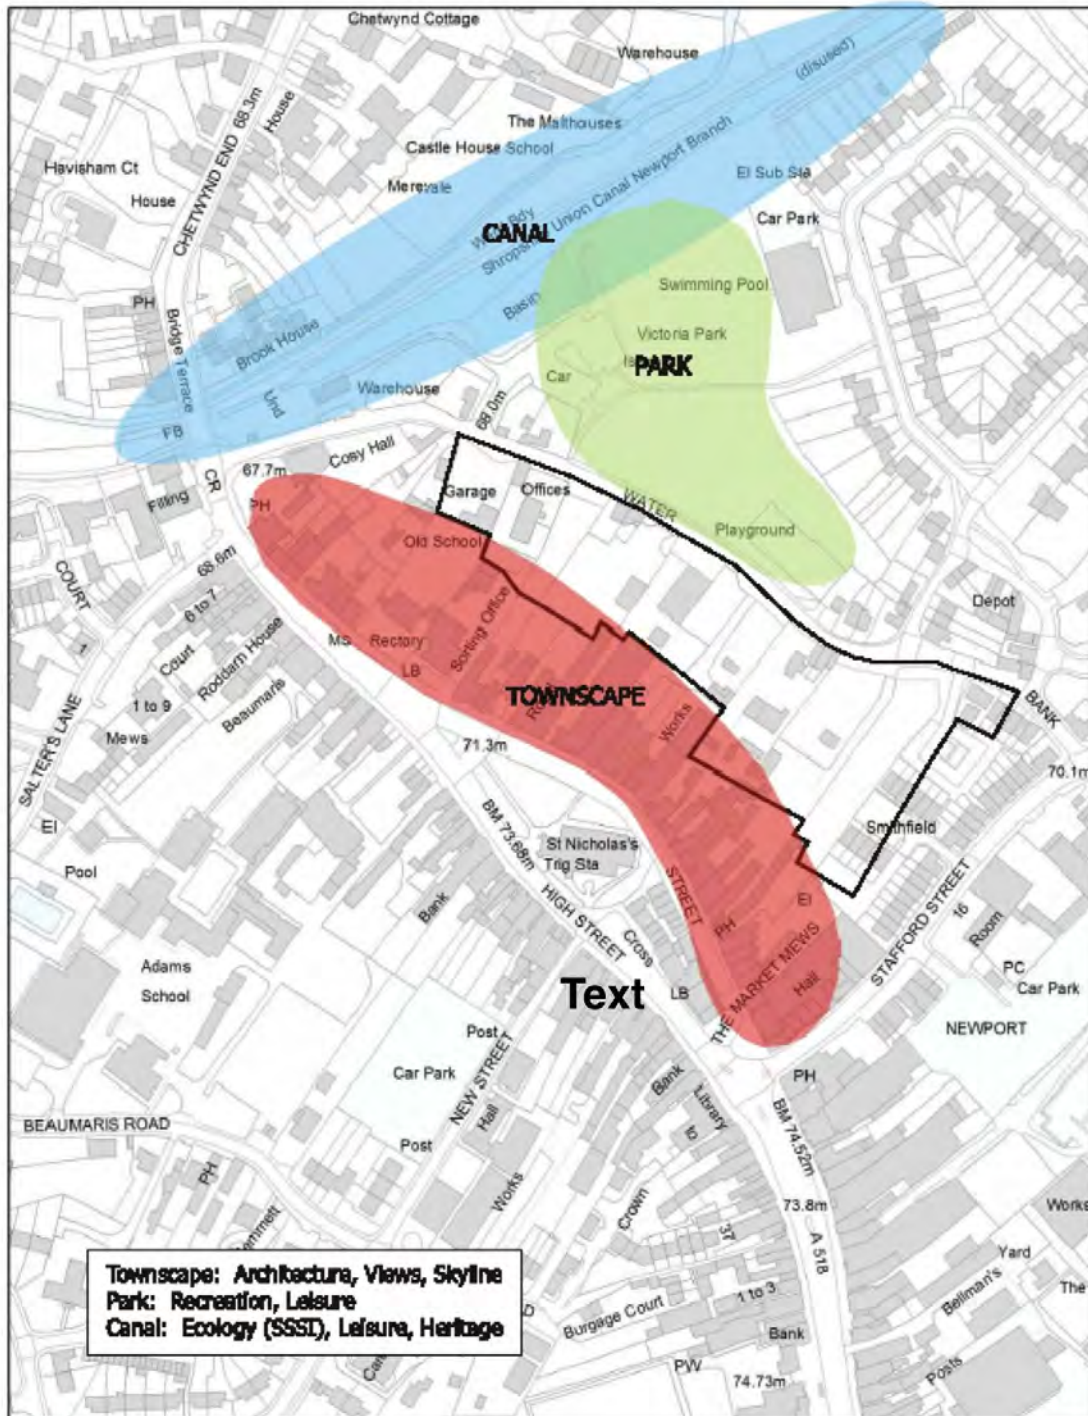 Chetwynd Cottage
Warehouse
(disused)
CHETWYND END 68.3m
House
The Malthouses
Castle House School
Havisham Ct
Merevale
House
El Sub Sta
Bdy
Shropshire Union Canal Newport Branch
CANAL
Car Park
PH
Basin
Swimming Pool
Bridge Terrace
Brook House
Victoria Park
PARK
Car
Warehouse
Und
68.0m
FB
Cosy Hall
67.7m
CR
Filling
Garage
Offices
WATER
PH
Playground
Old School
68.6m
COURT
6 to 7
Depot
1
Court
Roddam House
MS
Rectory
LB
Sorting Office
TOWNSCAPE
Works
BANK
1 to 9
Beaumaris
Mews
71.3m
70.1m
SALTER'S LANE
El
BM 73.68m
Smithfield
Pool
St Nicholas's
Trig Sta
Bank
HIGH STREET
STREET
El
PH
STAFFORD STREET
16
Room
Cross
THE MARKET MEWS
Hall
Adams
School
Text
LB
PC
Car Park
Post
NEWPORT
Car Park
NEW STREET
Hall
Bank
Library
to
PH
BM 74.52m
BEAUMARIS ROAD
Post
PH
Works
Crown
37
73.8m
A 518
Works
Yard
Bellman's
The
Townscape: Architecture, Views, Skyline
Park: Recreation, Leisure
Canal: Ecology (SSSI), Leisure, Heritage
Burgage Court
1 to 3
Bank
PW
74.73m
Posts